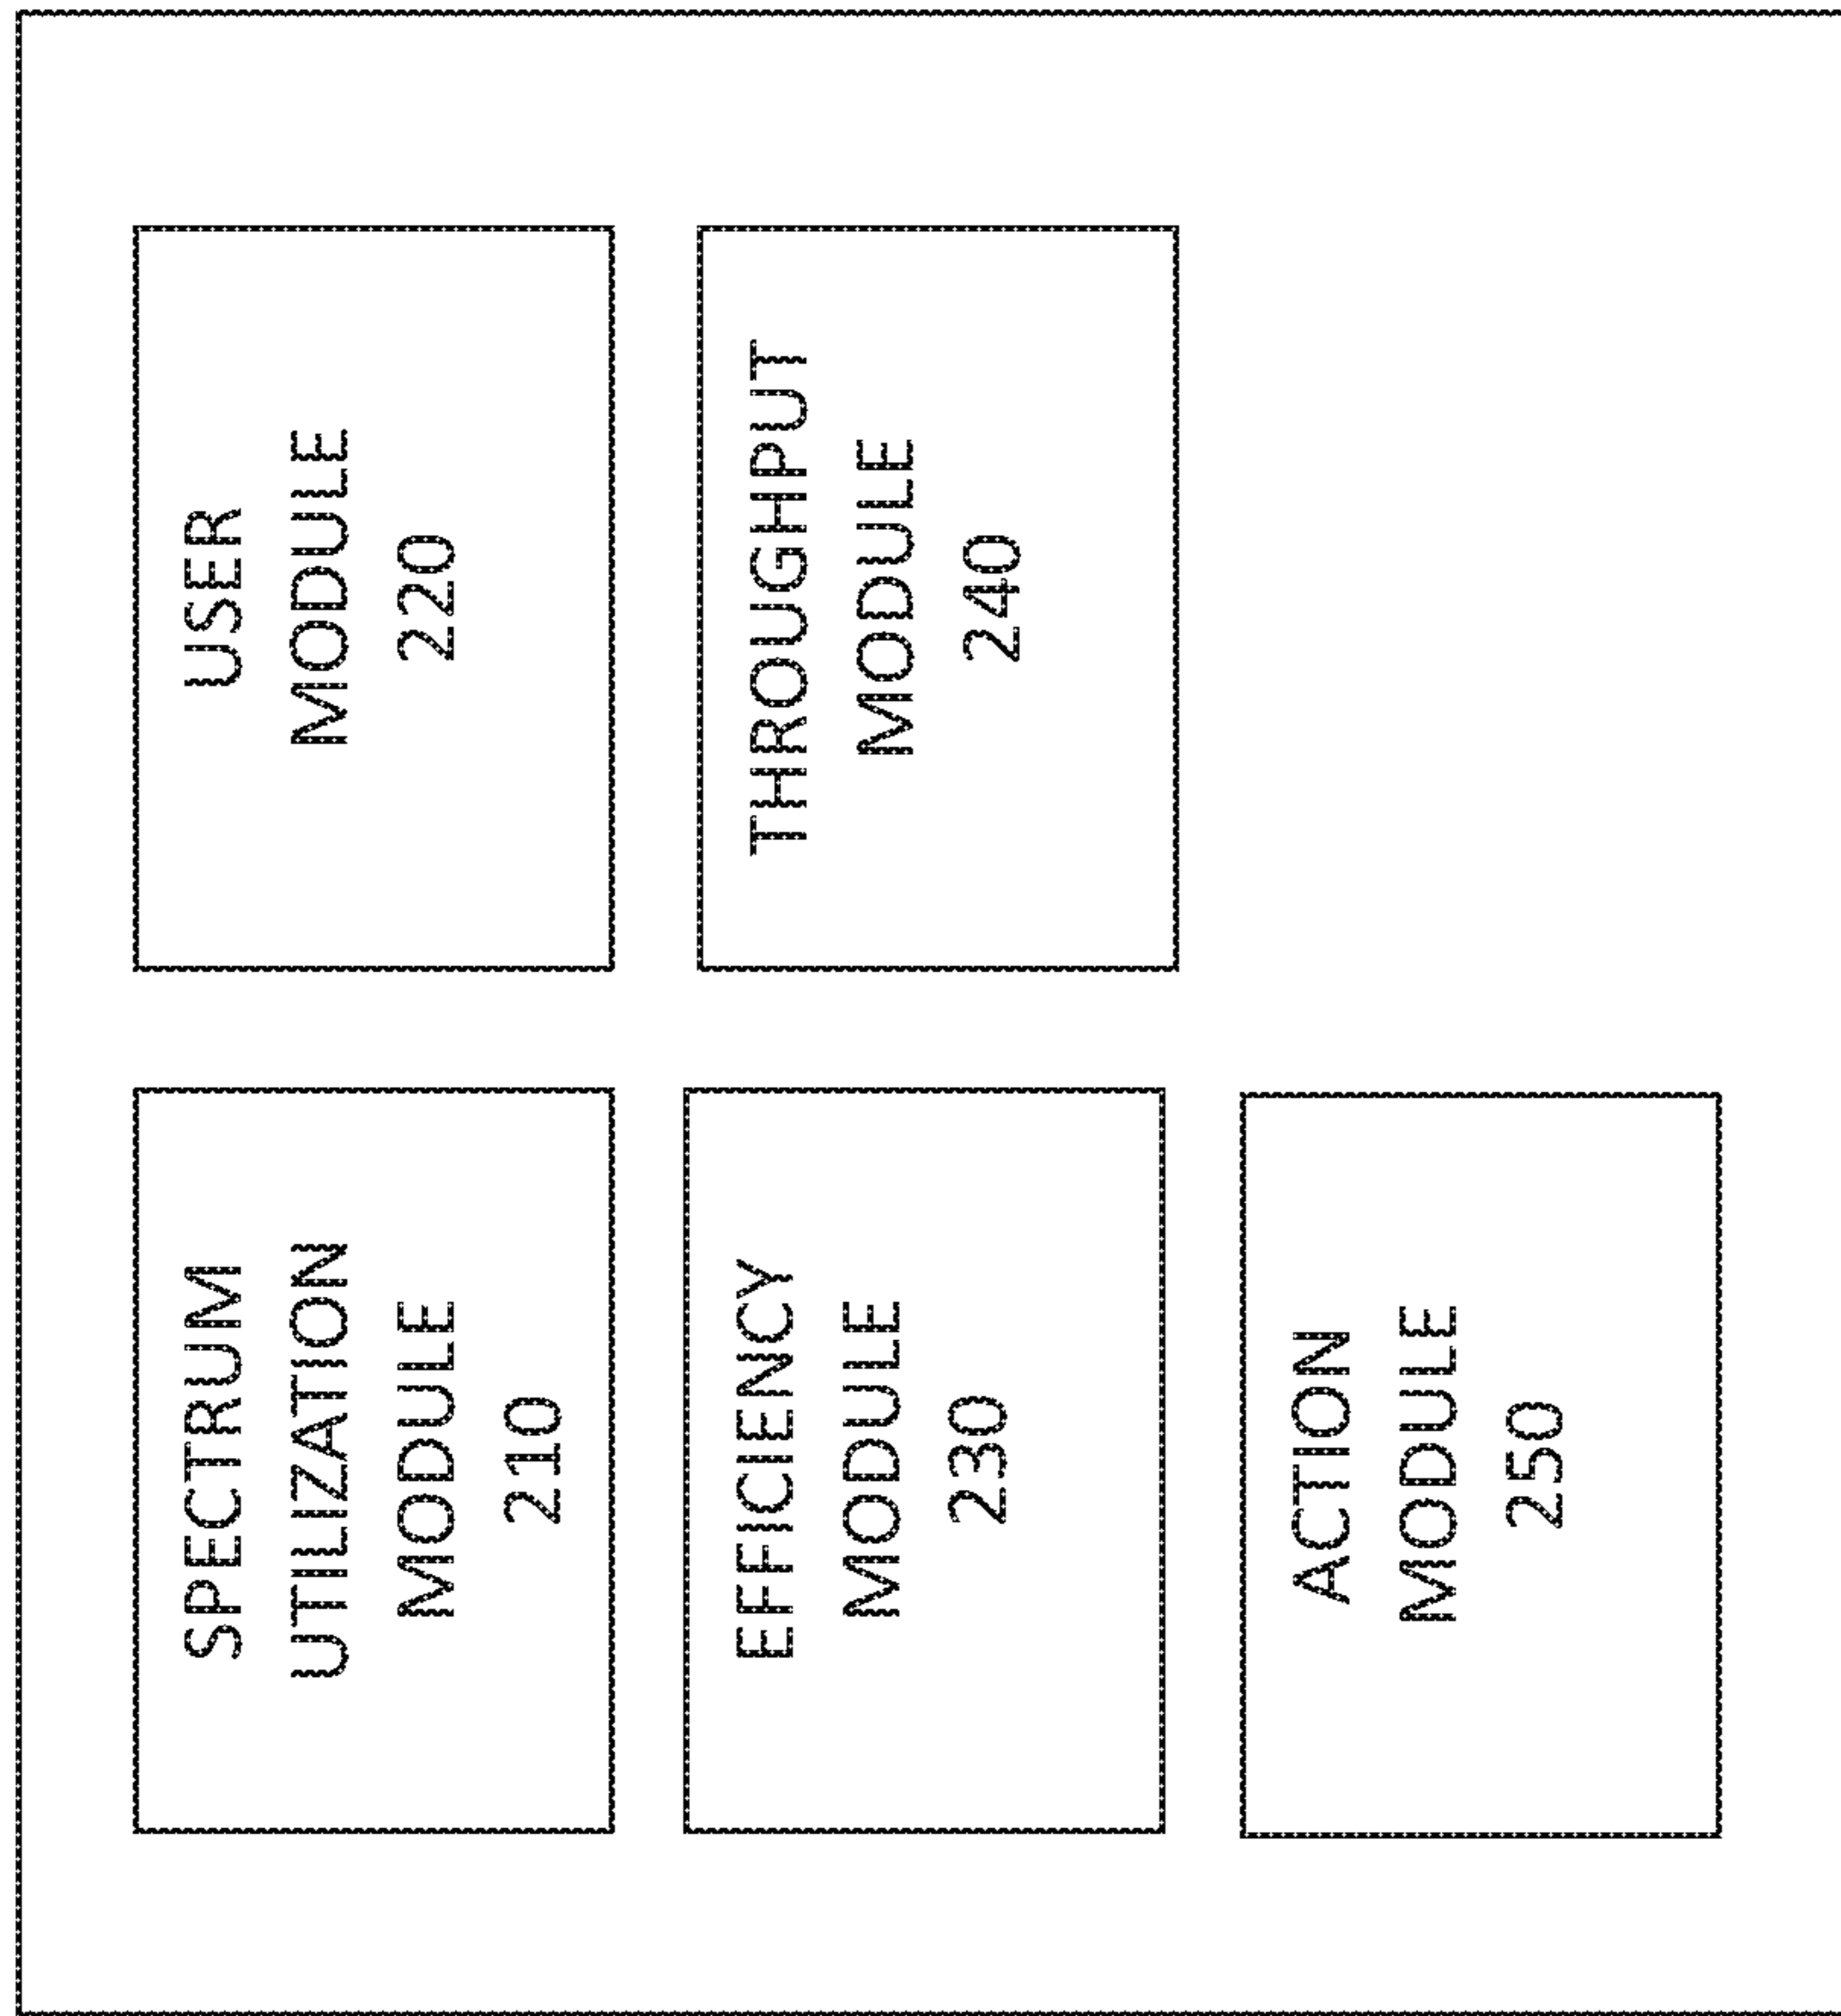 SPECTRUM
UTILIZATION
MODULE
210
USER
MODULE
220
EFFICIENCY
MODULE
230
THROUGHPUT
MODULE
240
ACTION
MODULE
250